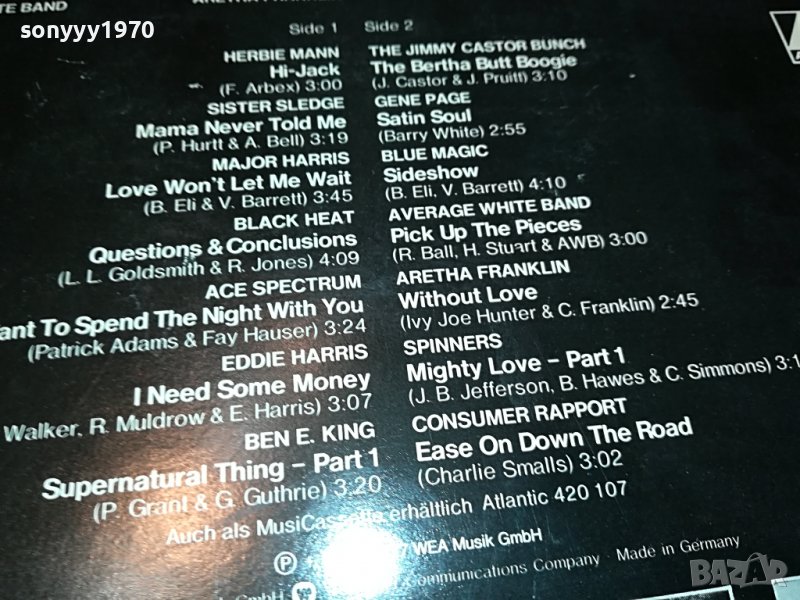 sonyyy1970
TE BAND
Side 1
HERBIE MANN
Hi-Jack
(F. Arbex) 3:00
SISTER SLEDGE
Mama Never Told Me
(P. Hurtt & A. Bell) 3:19
MAJOR HARRIS
Love Won't Let Me Wait
(B. Eli & V. Barrett) 3:45
BLACK HEAT
Questions & Conclusions
(L. L. Goldsmith & R. Jones) 4:09
ACE SPECTRUM
ant To Spend The Night With You
(Patrick Adams & Fay Hauser) 3:24
EDDIE HARRIS
I Need Some Money
Walker, R. Muldrow & E. Harris) 3:07
BEN E. KING
Supernatural Thing – Part 1
(P. Grant & G. Guthrie) 3:20
Side 2
THE JIMMY CASTOR BUNCH
The Bertha Butt Boogie
(J. Castor & J. Pruitt) 3:10
GENE PAGE
Satin Soul
(Barry White) 2:55
BLUE MAGIC
Sideshow
(B. Eli, V. Barrett) 4:10
AVERAGE WHITE BAND
Pick Up The Pieces
(R. Ball, H. Stuart & AWB) 3:00
ARETHA FRANKLIN
Without Love
(Ivy Joe Hunter & C. Franklin) 2:45
SPINNERS
Mighty Love – Part 1
(J. B. Jefferson, B. Hawes & C. Simmons) 3:1
CONSUMER RAPPORT
Ease On Down The Road
(Charlie Smalls) 3:02
Auch als MusiCassette erhältlich Atlantic 420 107
Ⓟ WEA Musik GmbH
GmbH Communications Company · Made in Germany
BAZAR